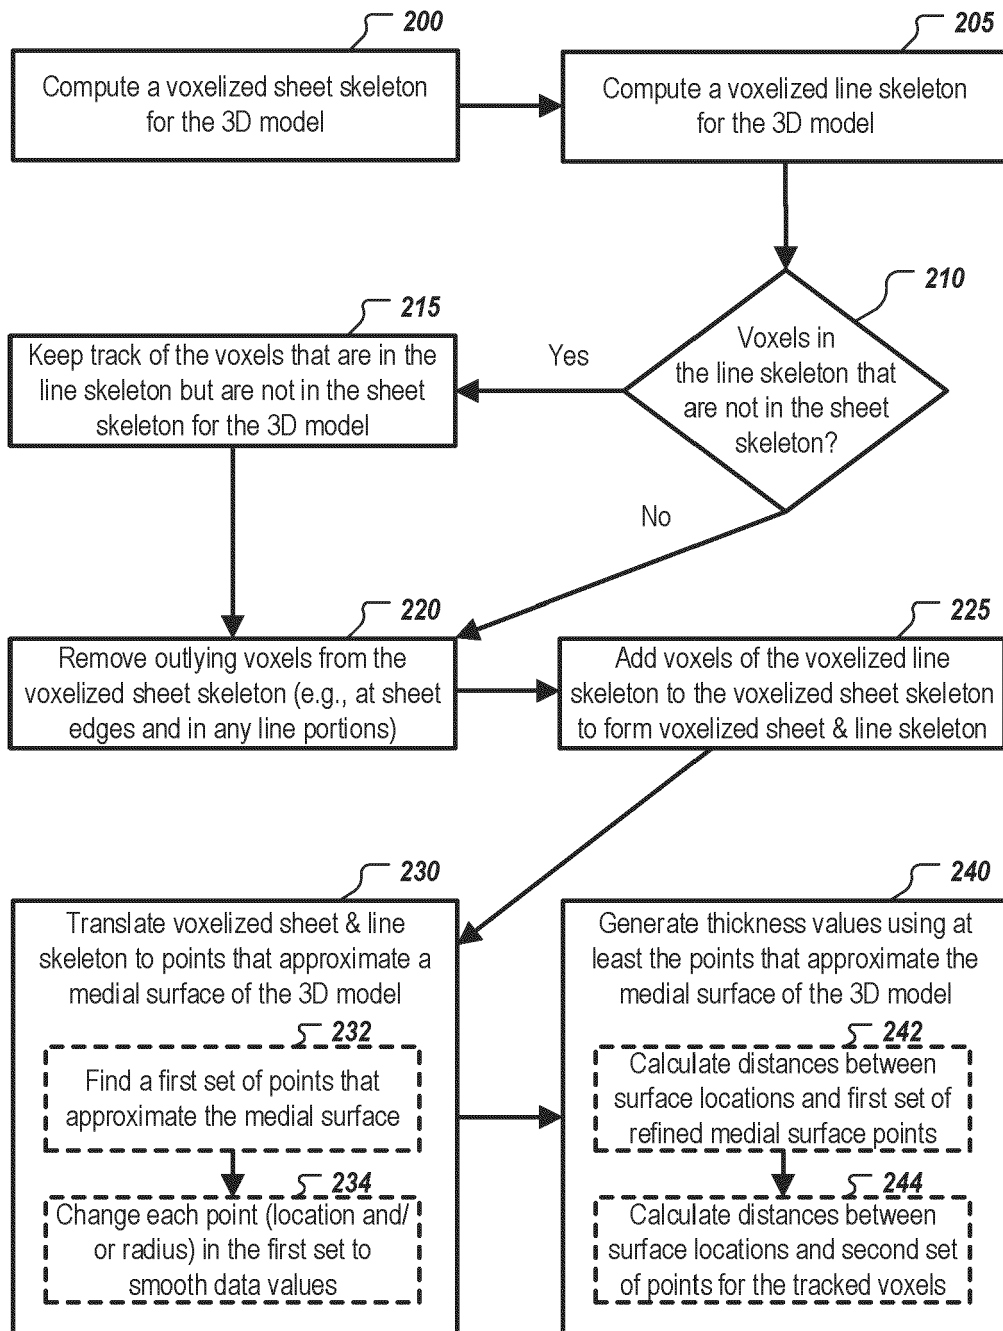 200
Compute a voxelized sheet skeleton
for the 3D model
205
Compute a voxelized line skeleton
for the 3D model
210
Voxels in
the line skeleton that
are not in the sheet
skeleton?
Yes
No
215
Keep track of the voxels that are in the
line skeleton but are not in the sheet
skeleton for the 3D model
220
Remove outlying voxels from the
voxelized sheet skeleton (e.g., at sheet
edges and in any line portions)
225
Add voxels of the voxelized line
skeleton to the voxelized sheet skeleton
to form voxelized sheet & line skeleton
230
Translate voxelized sheet & line
skeleton to points that approximate a
medial surface of the 3D model
232
Find a first set of points that
approximate the medial surface
234
Change each point (location and/
or radius) in the first set to
smooth data values
240
Generate thickness values using at
least the points that approximate the
medial surface of the 3D model
242
Calculate distances between
surface locations and first set of
refined medial surface points
244
Calculate distances between
surface locations and second set
of points for the tracked voxels